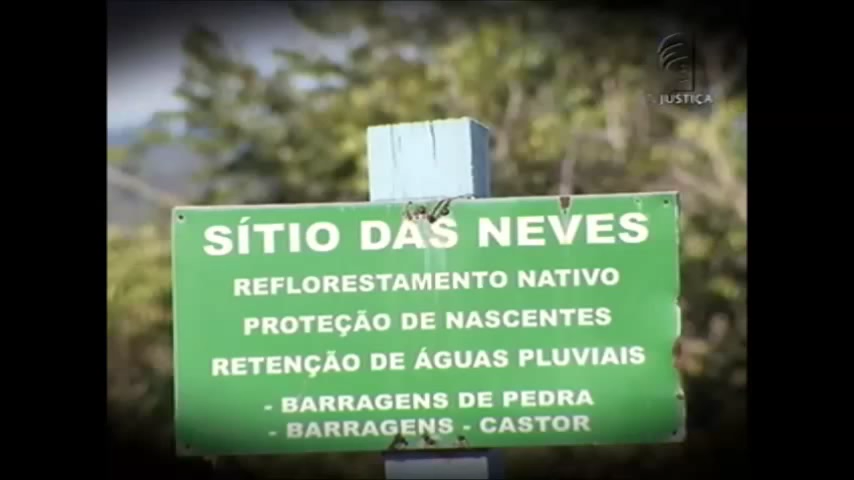 JUSTIÇA
SÍTIO DAS NEVES
REFLORESTAMENTO NATIVO
PROTEÇÃO DE NASCENTES
RETENÇÃO DE ÁGUAS PLUVIAIS
- BARRAGENS DE PEDRA
- BARRAGENS - CASTOR